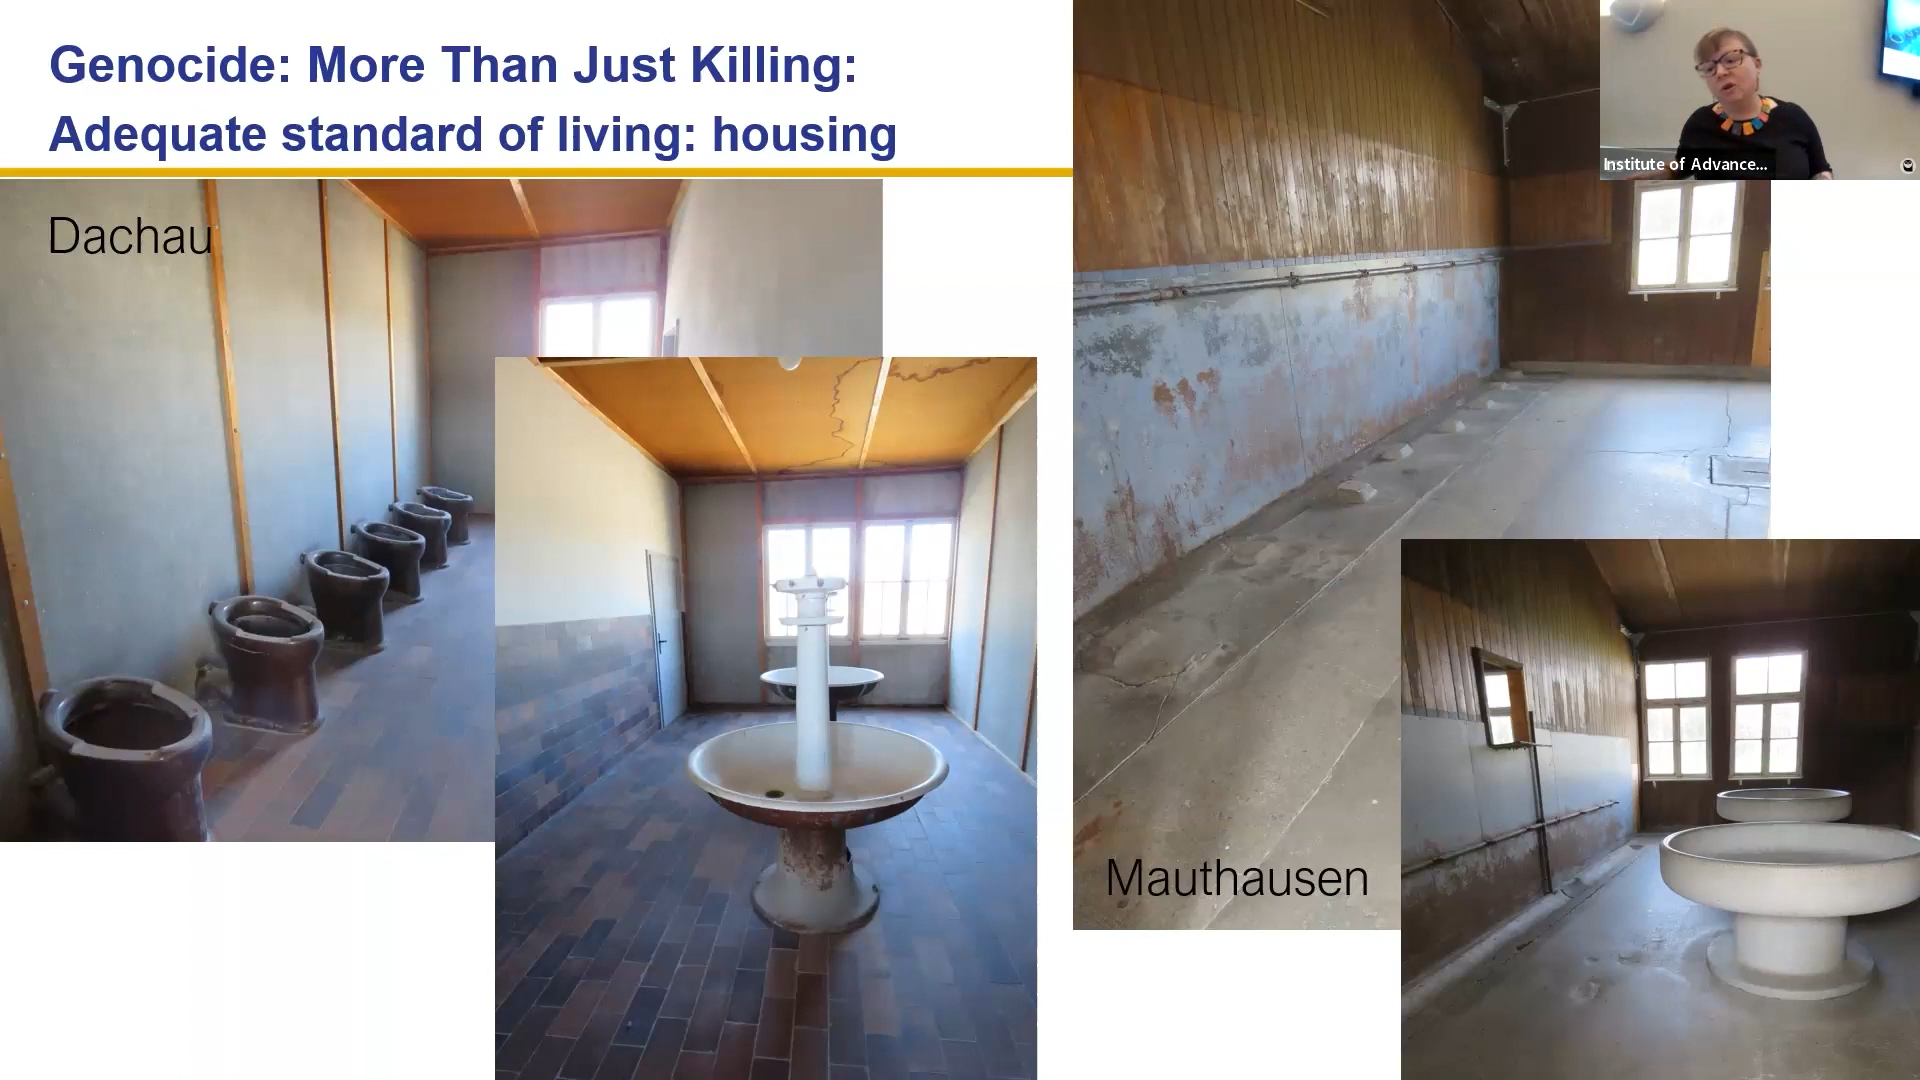 Genocide: More Than Just Killing:
Adequate standard of living: housing
Institute of Advance...
Dachau
Mauthausen